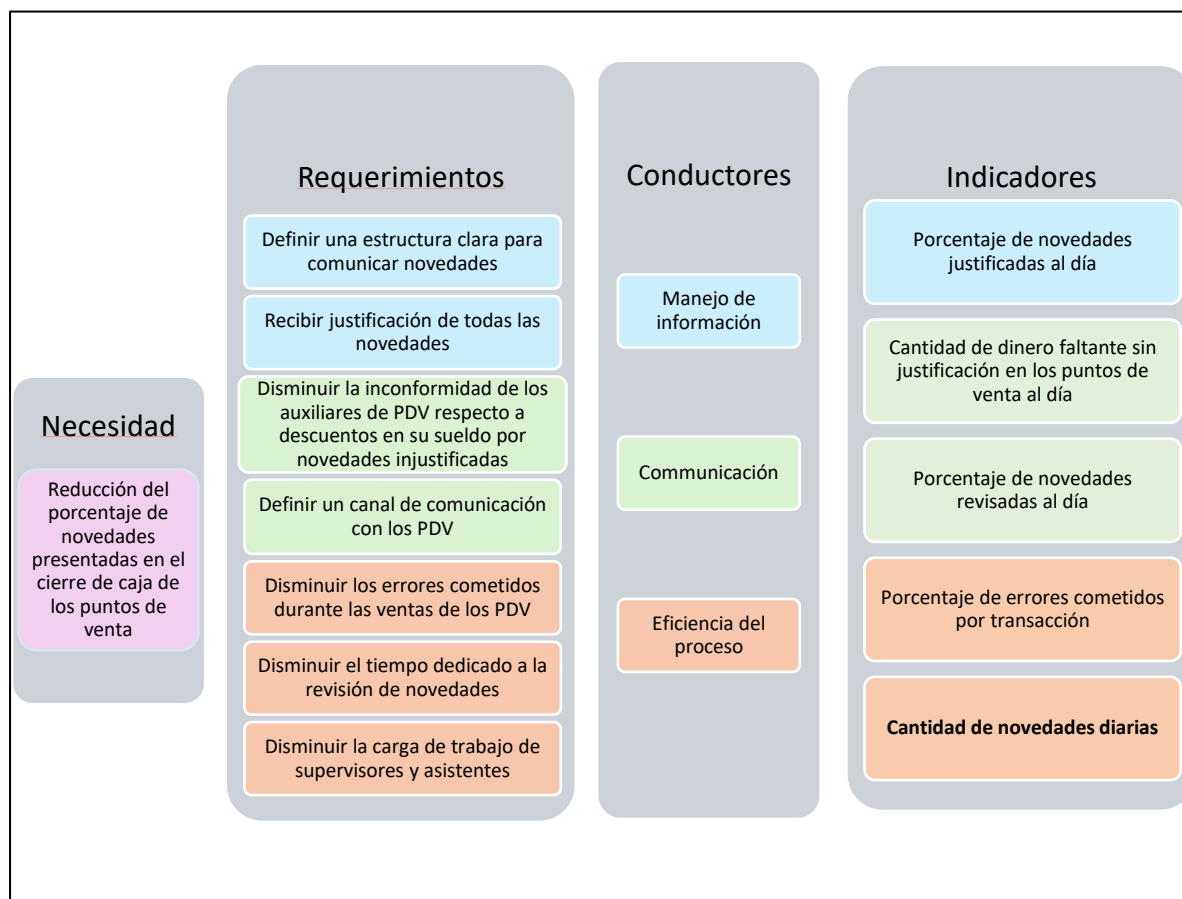 Necesidad
Reducción del
porcentaje de
novedades
presentadas en el
cierre de caja de
los puntos de
venta
Requerimientos
Definir una estructura clara para
comunicar novedades
Recibir justificación de todas las
novedades
Disminuir la inconformidad de los
auxiliares de PDV respecto a
descuentos en su sueldo por
novedades injustificadas
Definir un canal de comunicación
con los PDV
Disminuir los errores cometidos
durante las ventas de los PDV
Disminuir el tiempo dedicado a la
revisión de novedades
Disminuir la carga de trabajo de
supervisores y asistentes
Conductores
Manejo de
información
Communicación
Eficiencia del
proceso
Indicadores
Porcentaje de novedades
justificadas al día
Cantidad de dinero faltante sin
justificación en los puntos de
venta al día
Porcentaje de novedades
revisadas al día
Porcentaje de errores cometidos
por transacción
Cantidad de novedades diarias